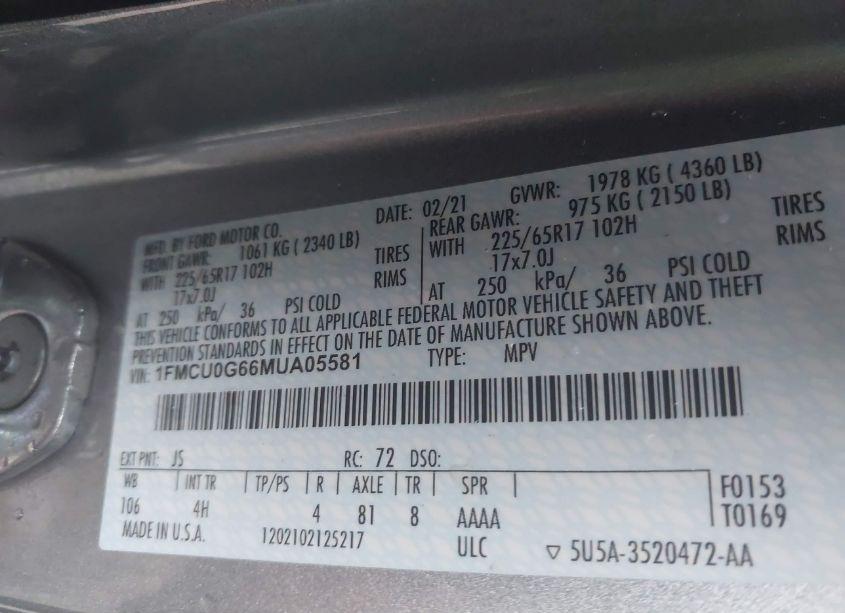 MFD. BY FORD MOTOR CO. DATE: 02/21 GVWR: 1978 KG ( 4360 LB)
FRONT GAWR: 1061 KG ( 2340 LB) REAR GAWR: 975 KG ( 2150 LB)
WITH 225/65R17 102H TIRES WITH 225/65R17 102H TIRES
17x7.0J RIMS 17x7.0J RIMS
AT 250 kPa/ 36 PSI COLD AT 250 kPa/ 36 PSI COLD
THIS VEHICLE CONFORMS TO ALL APPLICABLE FEDERAL MOTOR VEHICLE SAFETY AND THEFT
PREVENTION STANDARDS IN EFFECT ON THE DATE OF MANUFACTURE SHOWN ABOVE.
VIN: 1FMCU0G66MUA05581 TYPE: MPV
EXT PNT: JS RC: 72 DSO:
WB INT TR TP/PS R AXLE TR SPR F0153
106 4H 4 81 8 AAAA T0169
MADE IN U.S.A. 1202102125217 ULC ▽ 5U5A-3520472-AA